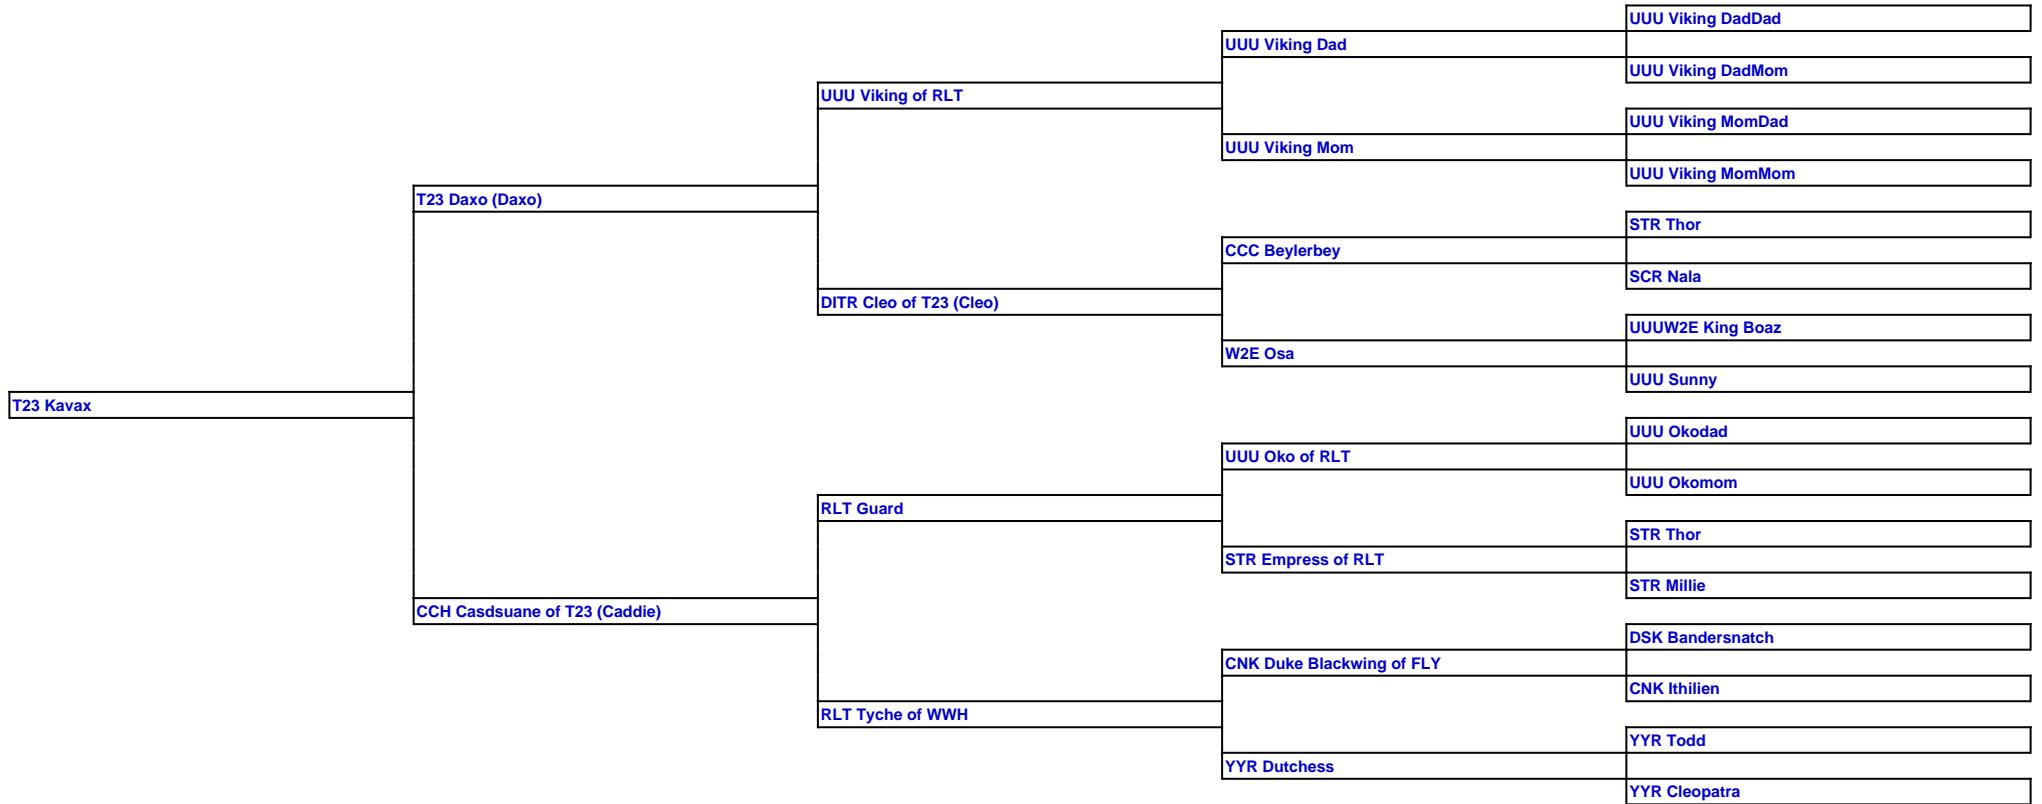 UUU Viking DadDad
UUU Viking Dad
UUU Viking DadMom
UUU Viking of RLT
UUU Viking MomDad
UUU Viking Mom
UUU Viking MomMom
T23 Daxo (Daxo)
STR Thor
CCC Beylerbey
SCR Nala
DITR Cleo of T23 (Cleo)
UUUW2E King Boaz
W2E Osa
UUU Sunny
T23 Kavax
UUU Okodad
UUU Oko of RLT
UUU Okomom
RLT Guard
STR Thor
STR Empress of RLT
STR Millie
CCH Casdsuane of T23 (Caddie)
DSK Bandersnatch
CNK Duke Blackwing of FLY
CNK Ithilien
RLT Tyche of WWH
YYR Todd
YYR Dutchess
YYR Cleopatra